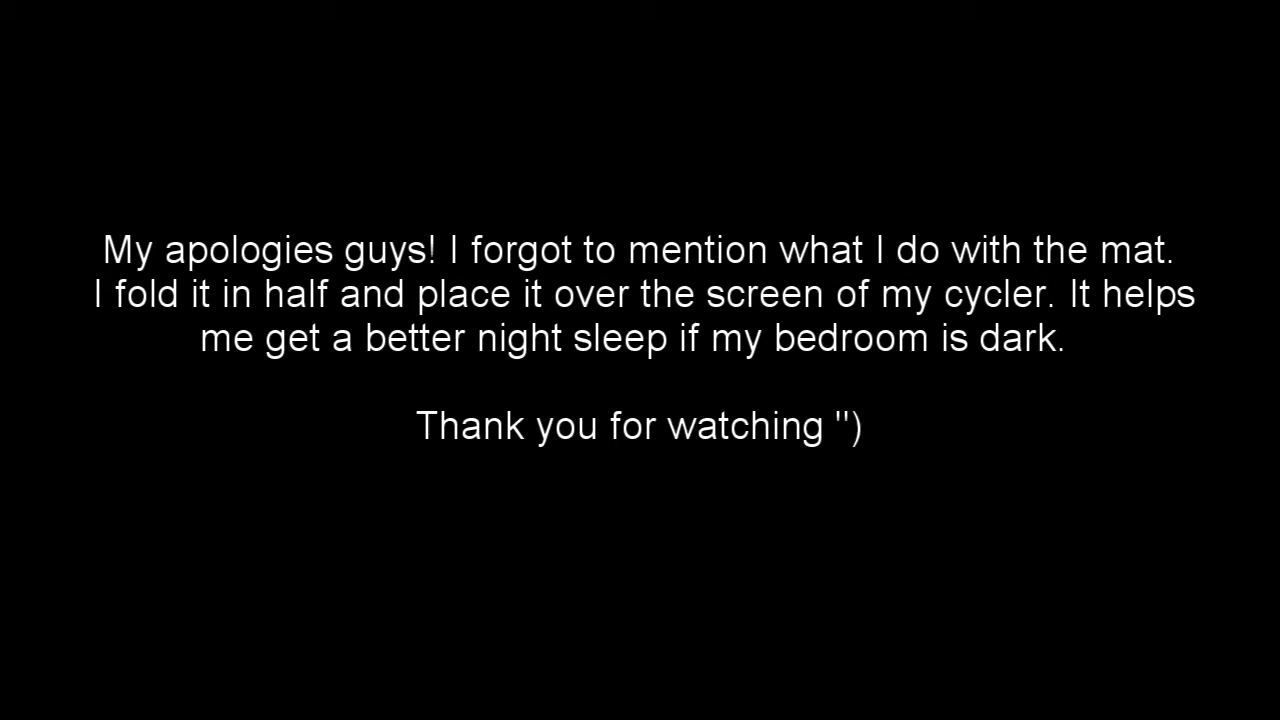 My apologies guys! I forgot to mention what I do with the mat.
I fold it in half and place it over the screen of my cycler. It helps
me get a better night sleep if my bedroom is dark.
Thank you for watching ")